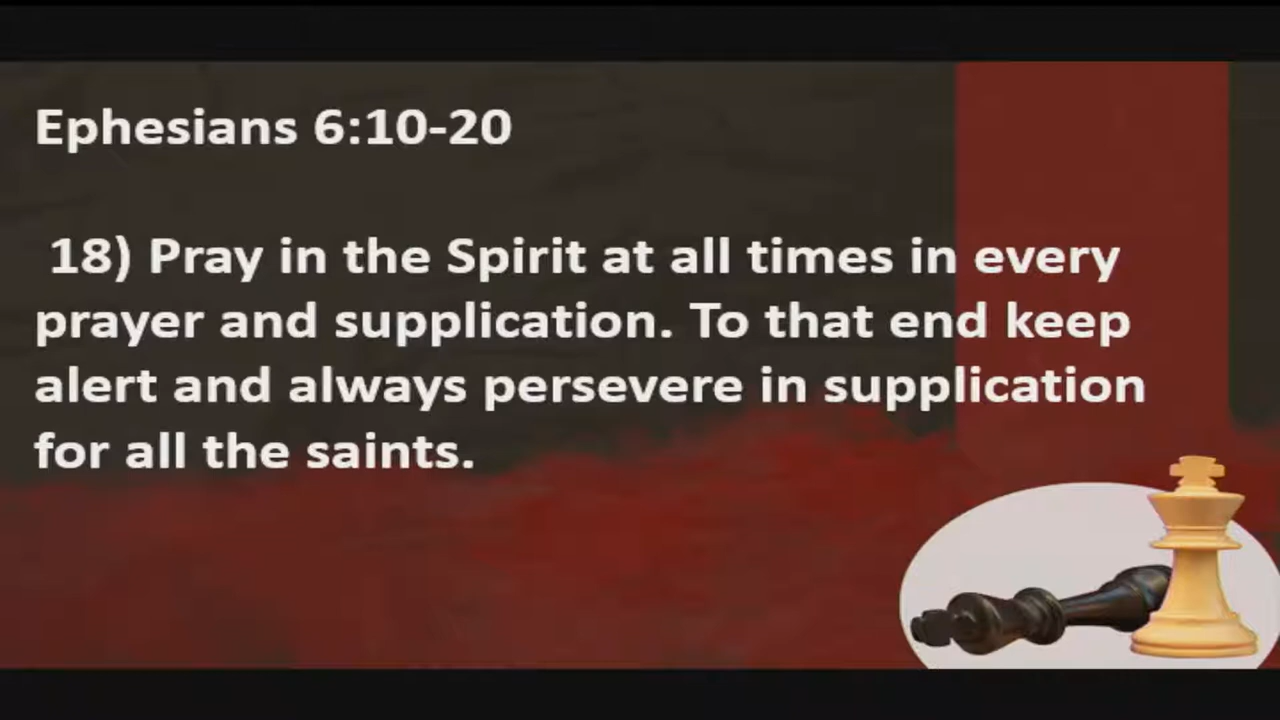 Ephesians 6:10-20
18) Pray in the Spirit at all times in every
prayer and supplication. To that end keep
alert and always persevere in supplication
for all the saints.